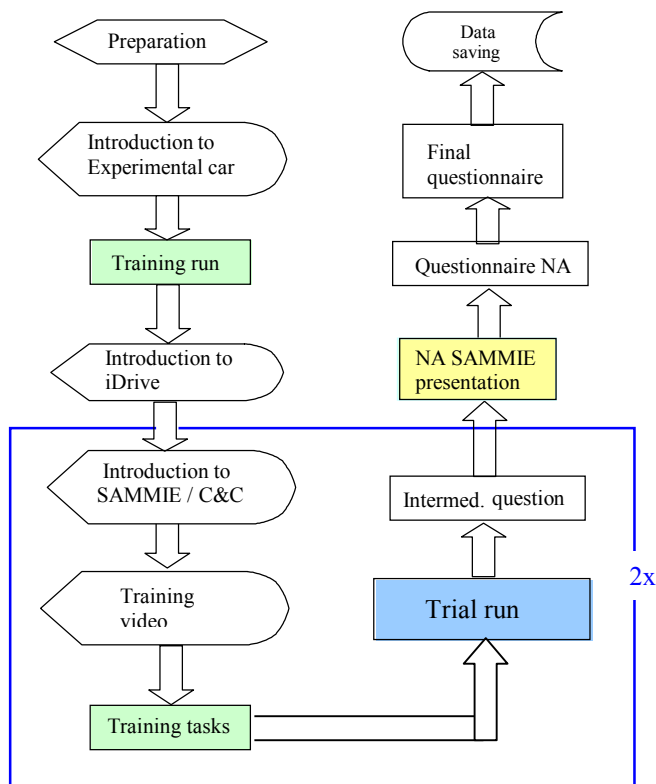 Preparation
Introduction to
Experimental car
Training run
Introduction to
iDrive
Introduction to
SAMMIE / C&C
Training
video
Training tasks
Trial run
Intermed. question
NA SAMMIE
presentation
Questionnaire NA
Final
questionnaire
Data
saving
2x